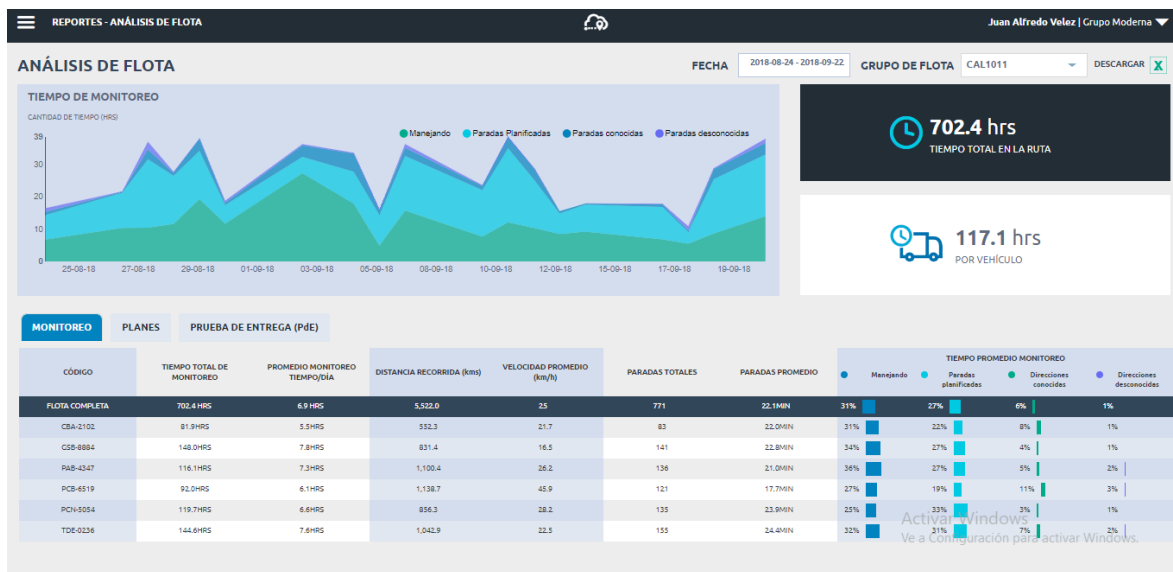 REPORTES - ANÁLISIS DE FLOTA
Juan Alfredo Velez | Grupo Moderna
ANÁLISIS DE FLOTA
FECHA 2018-08-24 - 2018-09-22 GRUPO DE FLOTA CAL1011 DESCARGAR
TIEMPO DE MONITOREO
CANTIDAD DE TIEMPO (HRS)
Manejando Paradas Planificadas Paradas conocidas Paradas desconocidas
39
30
20
10
0
25-08-18 27-08-18 29-08-18 01-09-18 03-09-18 05-09-18 08-09-18 10-09-18 12-09-18 15-09-18 17-09-18 19-09-18
702.4 hrs
TIEMPO TOTAL EN LA RUTA
117.1 hrs
POR VEHÍCULO
MONITOREO PLANES PRUEBA DE ENTREGA (PdE)
CÓDIGO TIEMPO TOTAL DE MONITOREO PROMEDIO MONITOREO TIEMPO/DÍA DISTANCIA RECORRIDA (kms) VELOCIDAD PROMEDIO (km/h) PARADAS TOTALES PARADAS PROMEDIO TIEMPO PROMEDIO MONITOREO
Manejando Paradas planificadas Direcciones conocidas Direcciones desconocidas
FLOTA COMPLETA 702.4 HRS 6.9 HRS 5,522.0 25 771 22.1MIN 31% 27% 6% 1%
CBA-2102 81.9HRS 5.5HRS 552.3 21.7 83 22.0MIN 31% 22% 8% 1%
GSB-8884 148.0HRS 7.8HRS 831.4 16.5 141 22.8MIN 34% 27% 4% 1%
PAB-4347 116.1HRS 7.3HRS 1,100.4 26.2 136 21.0MIN 36% 27% 5% 2%
PCB-6519 92.0HRS 6.1HRS 1,138.7 45.9 121 17.7MIN 27% 19% 11% 3%
PCN-5054 119.7HRS 6.6HRS 856.3 28.2 135 23.9MIN 25% 33% 3% 1%
TDE-0236 144.6HRS 7.6HRS 1,042.9 22.5 155 24.4MIN 32% 31% 7% 2%
Activar Windows
Ve a Configuración para activar Windows.